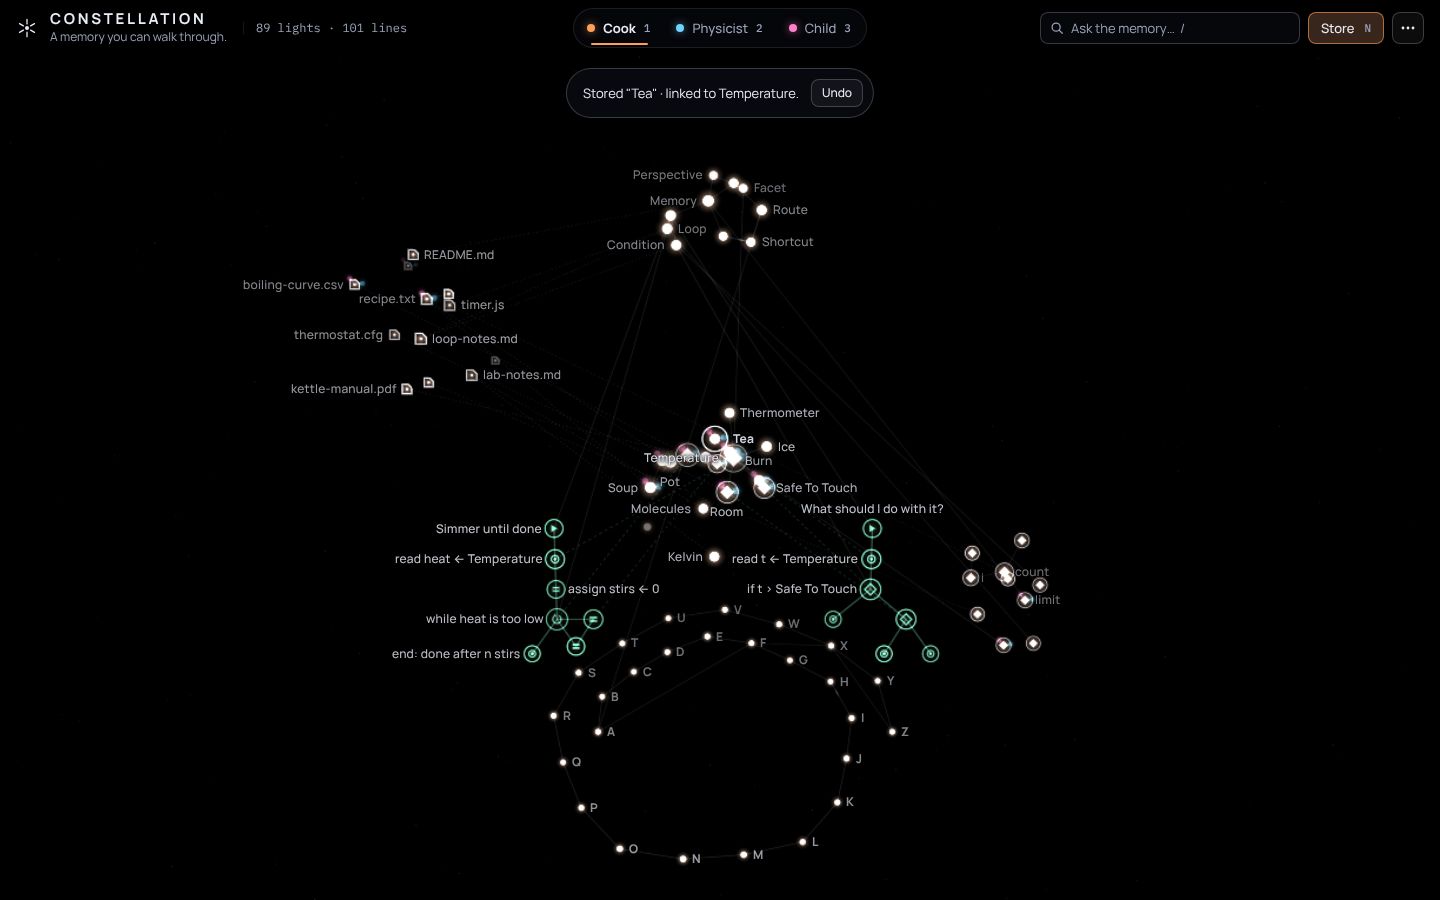 CONSTELLATION
A memory you can walk through.
89 lights · 101 lines
Cook 1
Physicist 2
Child 3
Ask the memory… /
Store N
Stored "Tea" · linked to Temperature.
Undo
Perspective
Facet
Memory
Route
Loop
Condition
Shortcut
README.md
boiling-curve.csv
recipe.txt
timer.js
thermostat.cfg
loop-notes.md
lab-notes.md
kettle-manual.pdf
Thermometer
Tea
Ice
Temperature
Burn
Soup
Pot
Safe To Touch
Molecules
Room
What should I do with it?
Simmer until done
read heat ← Temperature
Kelvin
read t ← Temperature
assign stirs ← 0
if t > Safe To Touch
while heat is too low
end: done after n stirs
i
count
limit
V
U
W
T
E
F
X
D
G
S
C
H
Y
B
R
I
A
Z
Q
J
P
K
O
L
N
M